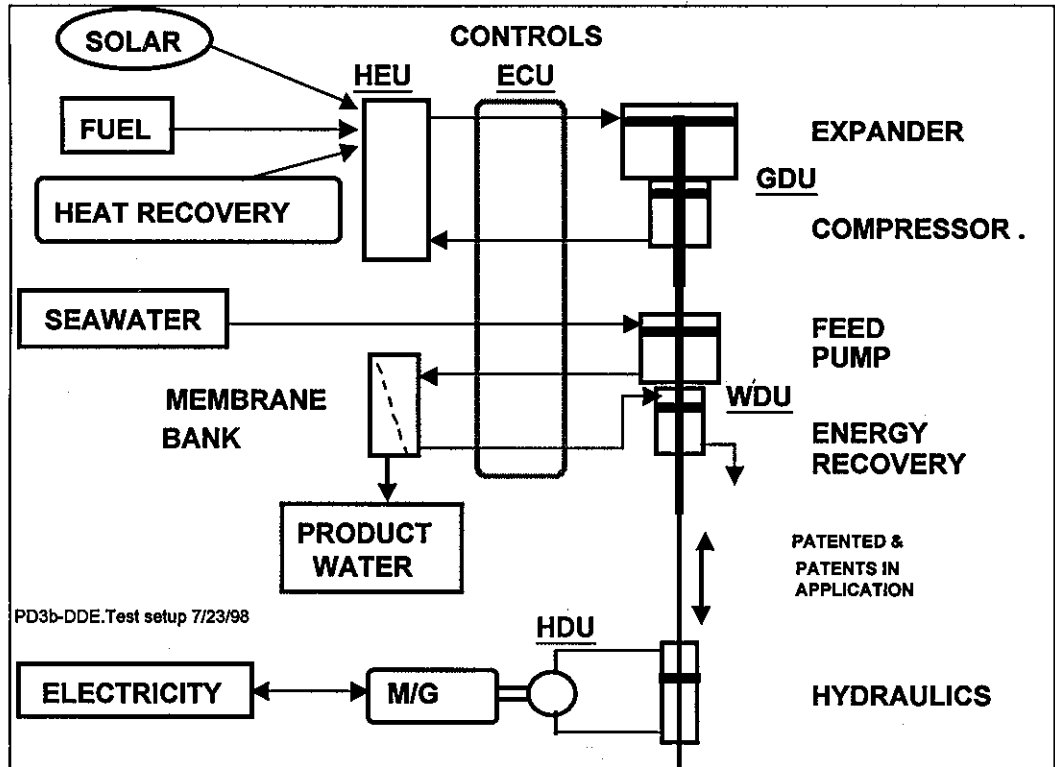 SOLAR
CONTROLS
HEU
ECU
FUEL
EXPANDER
GDU
HEAT RECOVERY
COMPRESSOR .
SEAWATER
FEED
PUMP
WDU
MEMBRANE
BANK
ENERGY
RECOVERY
PRODUCT
WATER
PATENTED &
PATENTS IN
APPLICATION
PD3b-DDE.Test setup 7/23/98
HDU
ELECTRICITY
M/G
HYDRAULICS